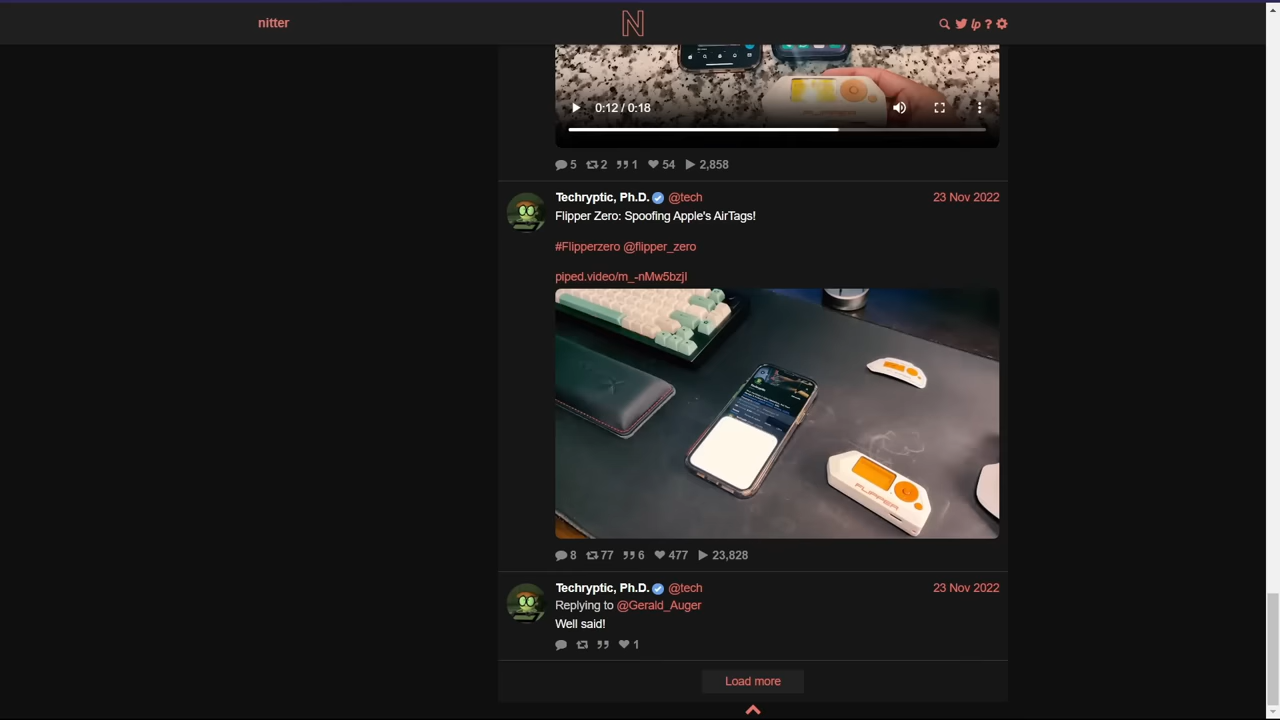 nitter
N
0:12 / 0:18
FLIPPER
5 2 1 54 2,858
Techryptic, Ph.D. @tech 23 Nov 2022
Flipper Zero: Spoofing Apple's AirTags!
#Flipperzero @flipper_zero
piped.video/m_-nMw5bzjI
FLIPPER
8 77 6 477 23,828
Techryptic, Ph.D. @tech 23 Nov 2022
Replying to @Gerald_Auger
Well said!
1
Load more